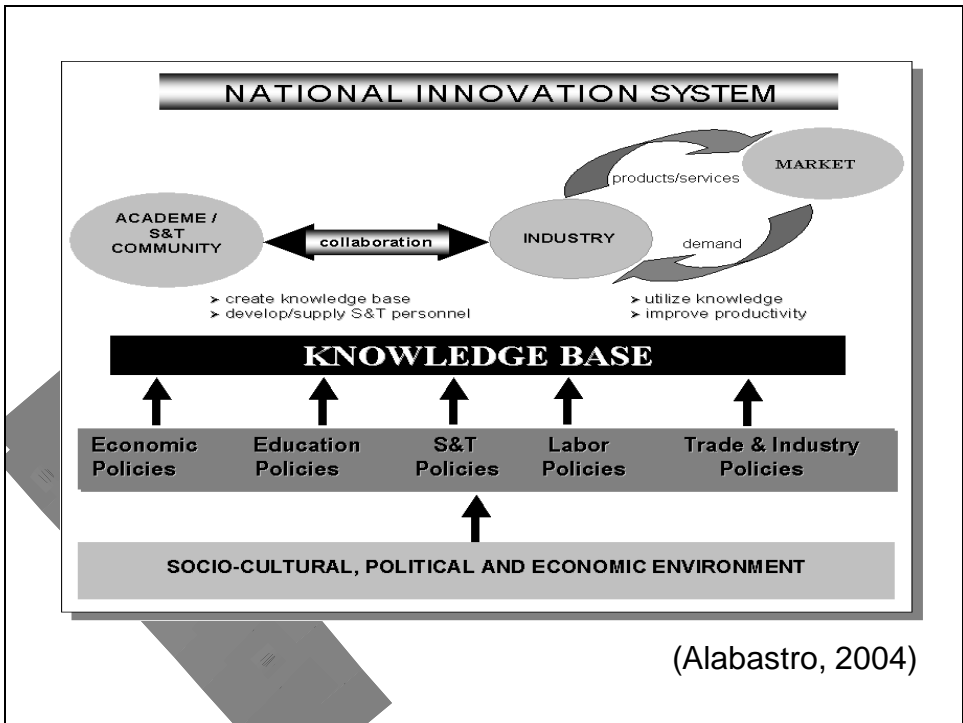 NATIONAL INNOVATION SYSTEM
MARKET
products/services
ACADEME /
S&T
COMMUNITY
collaboration
INDUSTRY
demand
➢ create knowledge base
➢ develop/supply S&T personnel
➢ utilize knowledge
➢ improve productivity
KNOWLEDGE BASE
Economic
Policies
Education
Policies
S&T
Policies
Labor
Policies
Trade & Industry
Policies
SOCIO-CULTURAL, POLITICAL AND ECONOMIC ENVIRONMENT
(Alabastro, 2004)